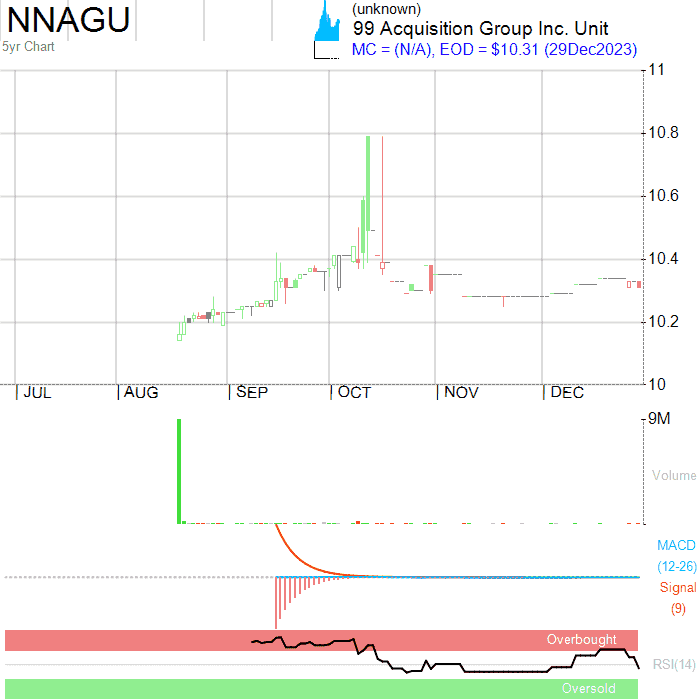 NNAGU
5yr Chart
(unknown)
99 Acquisition Group Inc. Unit
MC = (N/A), EOD = $10.31 (29Dec2023)
11
10.8
10.6
10.4
10.2
10
JUL AUG SEP OCT NOV DEC
9M
Volume
MACD
(12-26)
Signal
(9)
Overbought
RSI(14)
Oversold